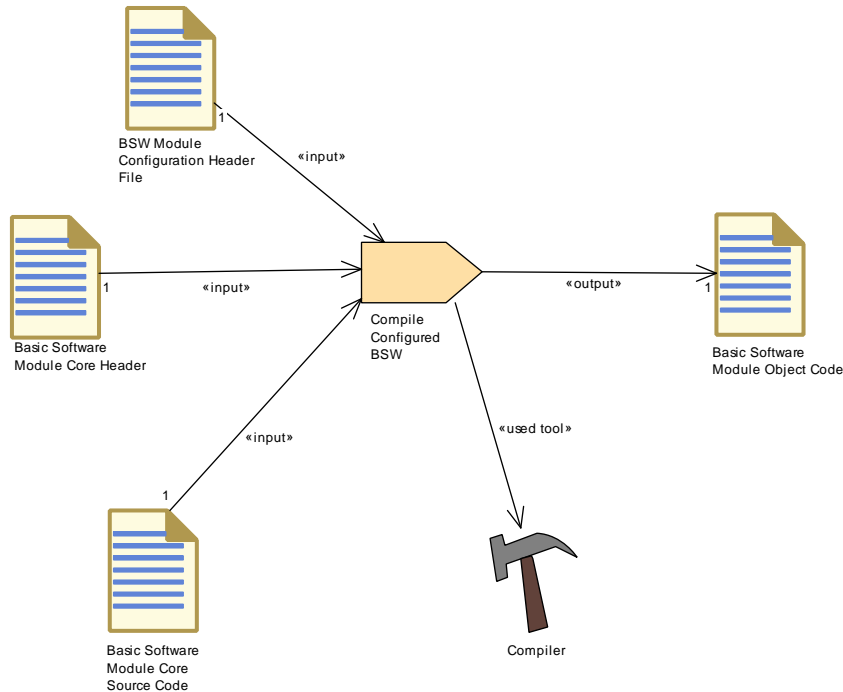 1
BSW Module
Configuration Header
File
«input»
1
«input»
Basic Software
Module Core Header
Compile
Configured
BSW
«output»
1
Basic Software
Module Object Code
«input»
«used tool»
1
Basic Software
Module Core
Source Code
Compiler